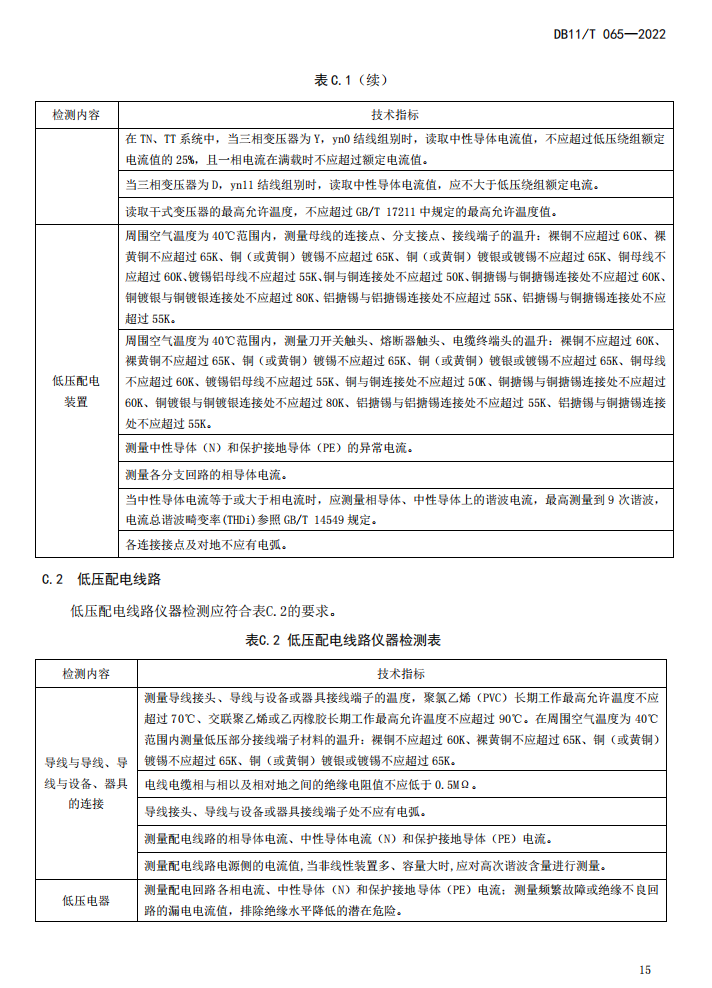 DB11/T 065—2022
表 C.1（续）
检测内容
技术指标
在 TN、TT 系统中，当三相变压器为 Y，yn0 结线组别时，读取中性导体电流值，不应超过低压绕组额定
电流值的 25%，且一相电流在满载时不应超过额定电流值。
当三相变压器为 D，yn11 结线组别时，读取中性导体电流值，应不大于低压绕组额定电流。
读取干式变压器的最高允许温度，不应超过 GB/T 17211 中规定的最高允许温度值。
低压配电
装置
周围空气温度为 40℃范围内，测量母线的连接点、分支接点、接线端子的温升：裸铜不应超过 60K、裸
黄铜不应超过 65K、铜（或黄铜）镀锡不应超过 65K、铜（或黄铜）镀银或镀锡不应超过 65K、铜母线不
应超过 60K、镀锡铝母线不应超过 55K、铜与铜连接处不应超过 50K、铜搪锡与铜搪锡连接处不应超过 60K、
铜镀银与铜镀银连接处不应超过 80K、铝搪锡与铝搪锡连接处不应超过 55K、铝搪锡与铜搪锡连接处不应
超过 55K。
周围空气温度为 40℃范围内，测量刀开关触头、熔断器触头、电缆终端头的温升：裸铜不应超过 60K、
裸黄铜不应超过 65K、铜（或黄铜）镀锡不应超过 65K、铜（或黄铜）镀银或镀锡不应超过 65K、铜母线
不应超过 60K、镀锡铝母线不应超过 55K、铜与铜连接处不应超过 50K、铜搪锡与铜搪锡连接处不应超过
60K、铜镀银与铜镀银连接处不应超过 80K、铝搪锡与铝搪锡连接处不应超过 55K、铝搪锡与铜搪锡连接
处不应超过 55K。
测量中性导体（N）和保护接地导体（PE）的异常电流。
测量各分支回路的相导体电流。
当中性导体电流等于或大于相电流时，应测量相导体、中性导体上的谐波电流，最高测量到 9 次谐波，
电流总谐波畸变率(THDi)参照 GB/T 14549 规定。
各连接接点及对地不应有电弧。
C.2 低压配电线路
低压配电线路仪器检测应符合表C.2的要求。
表C.2 低压配电线路仪器检测表
检测内容
技术指标
导线与导线、导
线与设备、器具
的连接
测量导线接头、导线与设备或器具接线端子的温度，聚氯乙烯（PVC）长期工作最高允许温度不应
超过 70℃、交联聚乙烯或乙丙橡胶长期工作最高允许温度不应超过 90℃。在周围空气温度为 40℃
范围内测量低压部分接线端子材料的温升：裸铜不应超过 60K、裸黄铜不应超过 65K、铜（或黄铜）
镀锡不应超过 65K、铜（或黄铜）镀银或镀锡不应超过 65K。
电线电缆相与相以及相对地之间的绝缘电阻值不应低于 0.5MΩ。
导线接头、导线与设备或器具接线端子处不应有电弧。
测量配电线路的相导体电流、中性导体电流（N）和保护接地导体（PE）电流。
测量配电线路电源侧的电流值,当非线性装置多、容量大时,应对高次谐波含量进行测量。
低压电器
测量配电回路各相电流、中性导体（N）和保护接地导体（PE）电流；测量频繁故障或绝缘不良回
路的漏电电流值，排除绝缘水平降低的潜在危险。
15